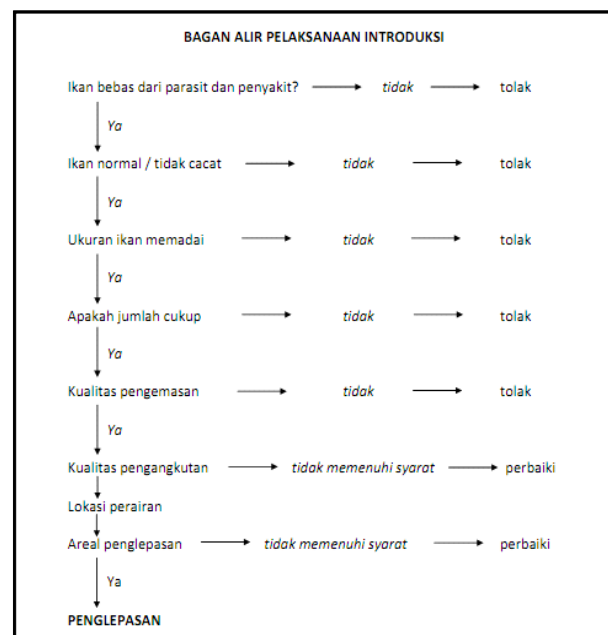 BAGAN ALIR PELAKSANAAN INTRODUKSI
Ikan bebas dari parasit dan penyakit? tidak tolak
Ya
Ikan normal / tidak cacat tidak tolak
Ya
Ukuran ikan memadai tidak tolak
Ya
Apakah jumlah cukup tidak tolak
Ya
Kualitas pengemasan tidak tolak
Ya
Kualitas pengangkutan tidak memenuhi syarat perbaiki
Lokasi perairan
Areal penglepasan tidak memenuhi syarat perbaiki
Ya
PENGLEPASAN